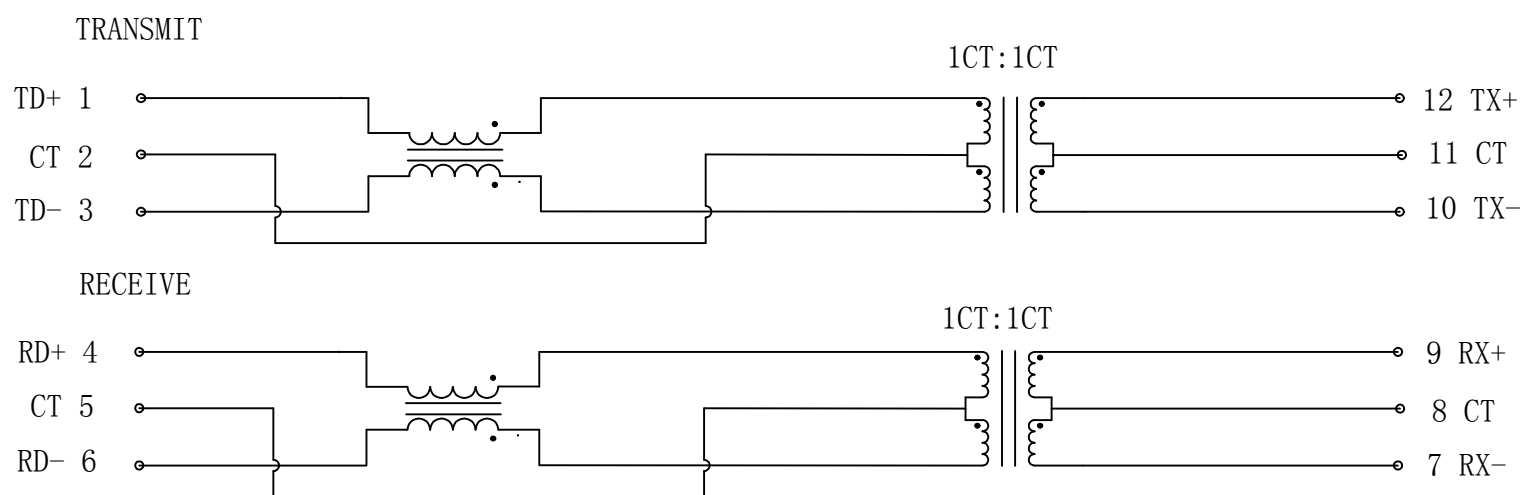 TRANSMIT
1CT:1CT
TD+ 1
12 TX+
CT 2
11 CT
TD- 3
10 TX-
RECEIVE
1CT:1CT
RD+ 4
9 RX+
CT 5
8 CT
RD- 6
7 RX-